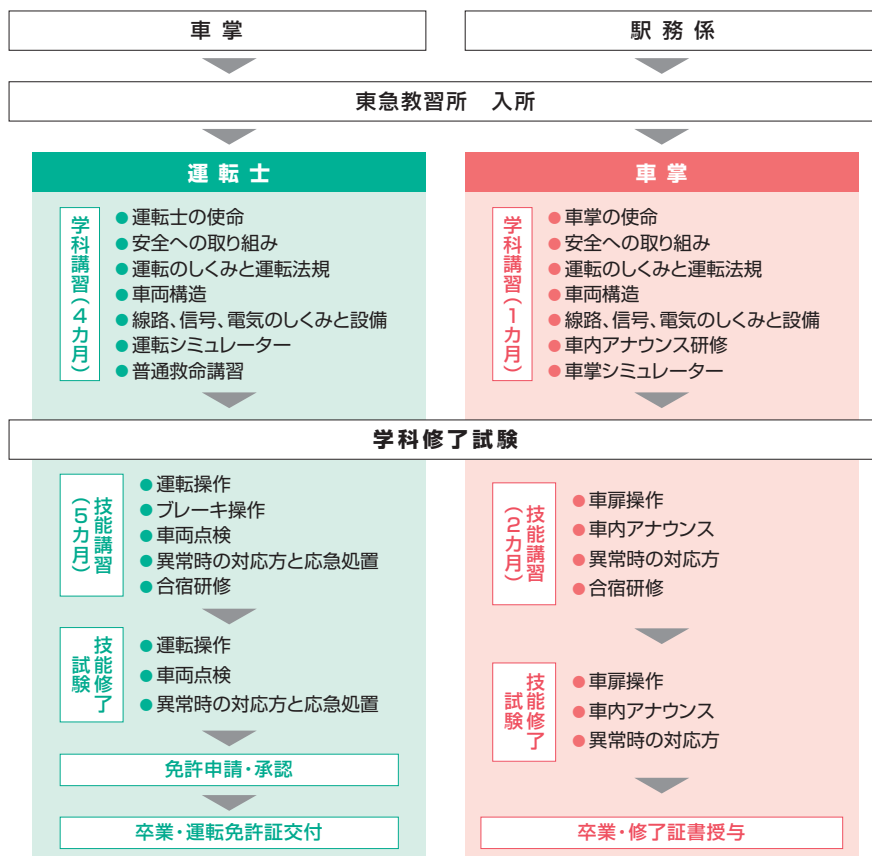 車掌
駅務係
東急教習所　入所
運転士
学科講習(4カ月)
●運転士の使命
●安全への取り組み
●運転のしくみと運転法規
●車両構造
●線路、信号、電気のしくみと設備
●運転シミュレーター
●普通救命講習
車掌
学科講習(1カ月)
●車掌の使命
●安全への取り組み
●運転のしくみと運転法規
●車両構造
●線路、信号、電気のしくみと設備
●車内アナウンス研修
●車掌シミュレーター
学科修了試験
技能講習
(5カ月)
●運転操作
●ブレーキ操作
●車両点検
●異常時の対応方と応急処置
●合宿研修
技能修了
試験
●運転操作
●車両点検
●異常時の対応方と応急処置
免許申請・承認
卒業・運転免許証交付
技能講習
(2カ月)
●車扉操作
●車内アナウンス
●異常時の対応方
●合宿研修
技能修了
試験
●車扉操作
●車内アナウンス
●異常時の対応方
卒業・修了証書授与